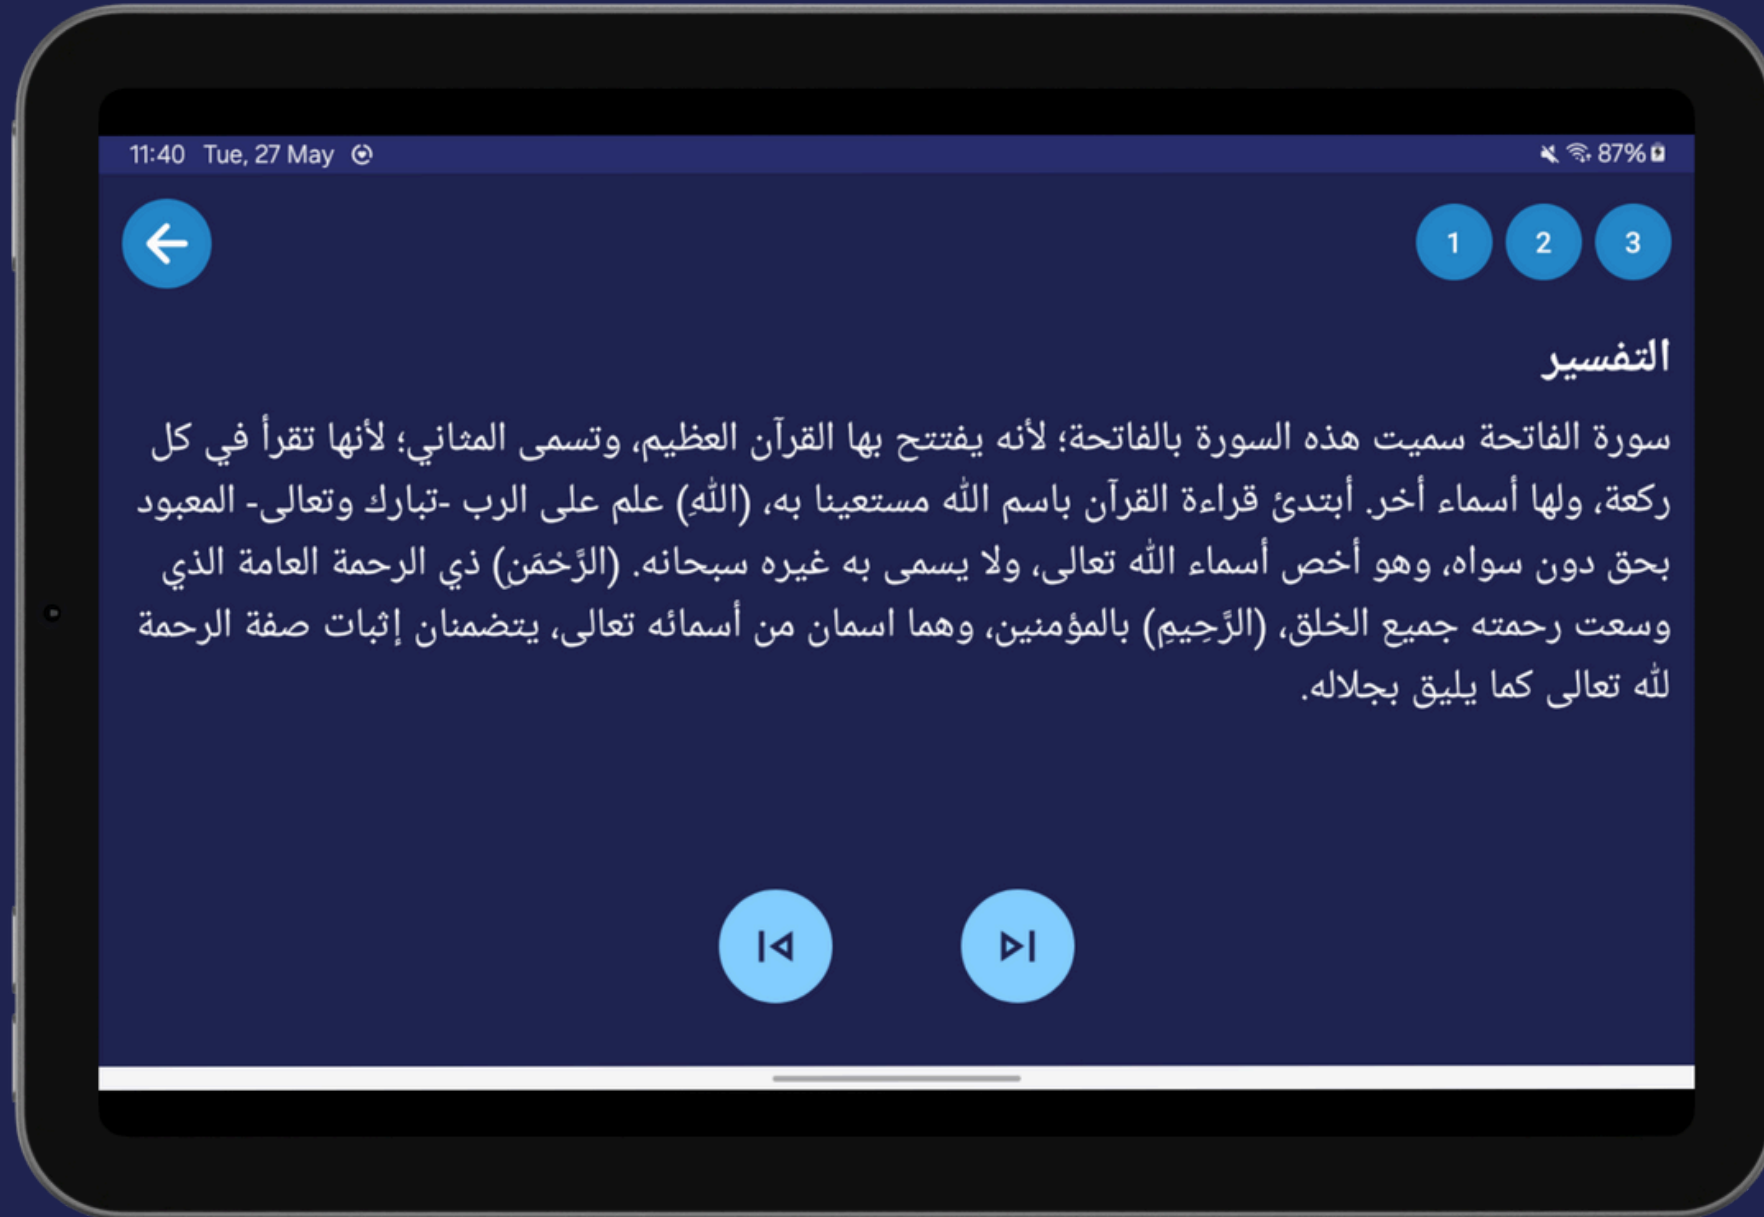 11:40 Tue, 27 May 87%
1 2 3
التفسير
سورة الفاتحة سميت هذه السورة بالفاتحة؛ لأنه يفتتح بها القرآن العظيم، وتسمى المثاني؛ لأنها تقرأ في كل
ركعة، ولها أسماء أخر. أبتدئ قراءة القرآن باسم الله مستعينا به، (اللهِ) علم على الرب -تبارك وتعالى- المعبود
بحق دون سواه، وهو أخص أسماء الله تعالى، ولا يسمى به غيره سبحانه. (الرَّحْمَنِ) ذي الرحمة العامة الذي
وسعت رحمته جميع الخلق، (الرَّحِيمِ) بالمؤمنين، وهما اسمان من أسمائه تعالى، يتضمنان إثبات صفة الرحمة
لله تعالى كما يليق بجلاله.